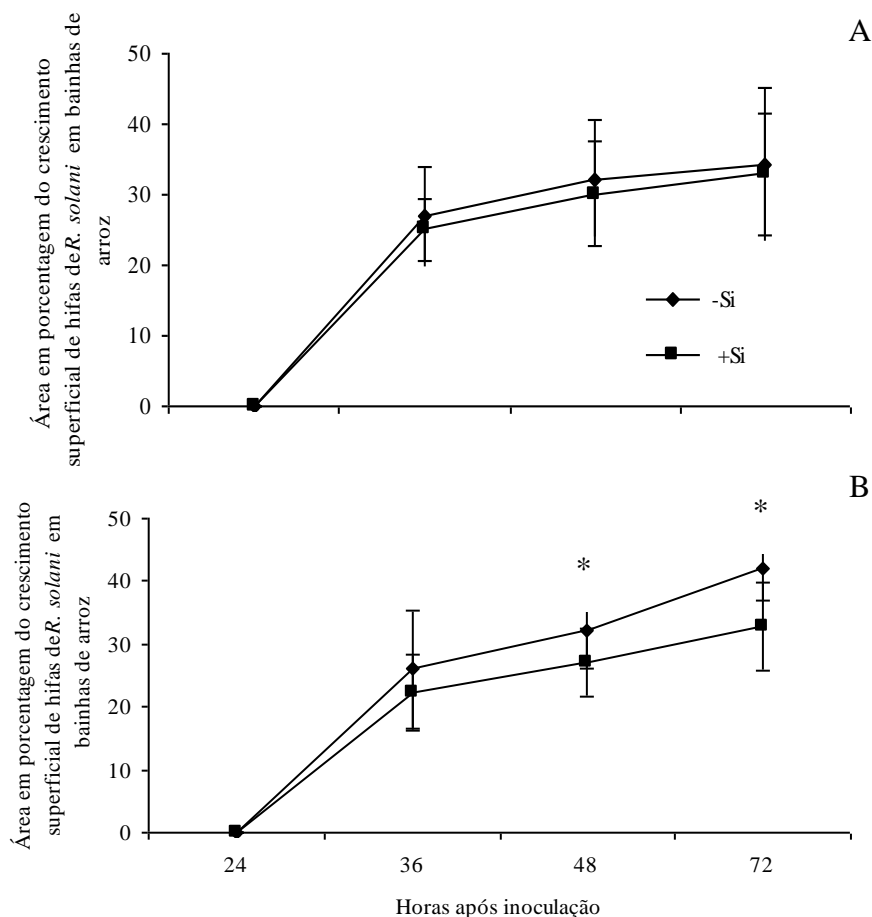 A
Área em porcentagem do crescimento
superficial de hifas de R. solani em bainhas de
arroz
50
40
30
20
10
0
-Si
+Si
B
Área em porcentagem do crescimento
superficial de hifas de R. solani em
bainhas de arroz
50
40
30
20
10
0
*
*
24 36 48 72
Horas após inoculação